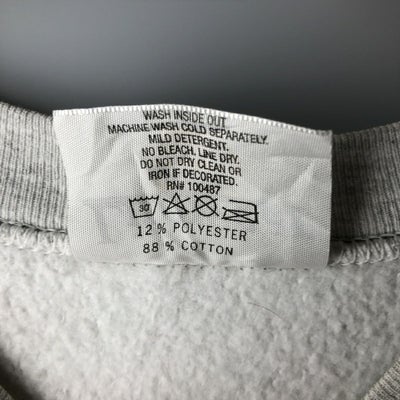 WASH INSIDE OUT
MACHINE WASH COLD SEPARATELY.
MILD DETERGENT.
NO BLEACH. LINE DRY.
DO NOT DRY CLEAN OR
IRON IF DECORATED.
RN# 100487
30
12 % POLYESTER
88 % COTTON